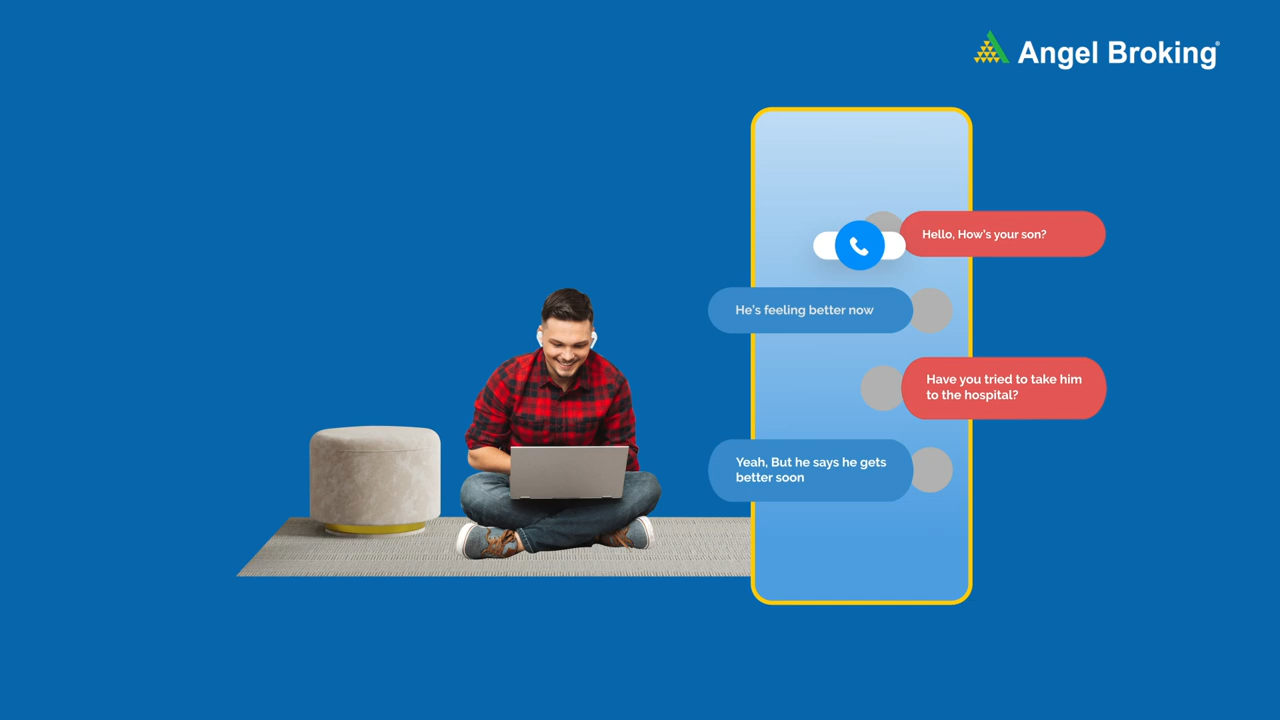 Angel Broking
Hello, How's your son?
He's feeling better now
Have you tried to take him
to the hospital?
Yeah, But he says he gets
better soon